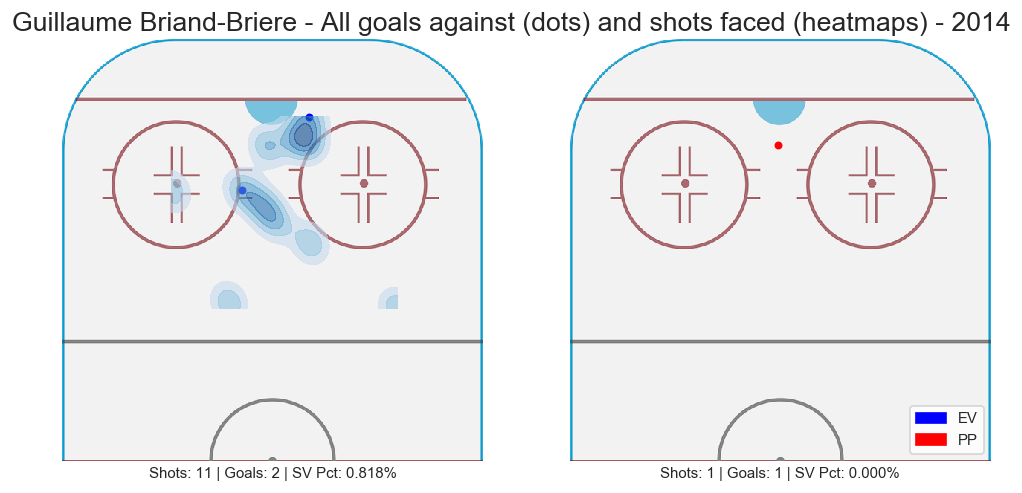 Guillaume Briand-Briere - All goals against (dots) and shots faced (heatmaps) - 2014
EV
PP
Shots: 11 | Goals: 2 | SV Pct: 0.818%
Shots: 1 | Goals: 1 | SV Pct: 0.000%